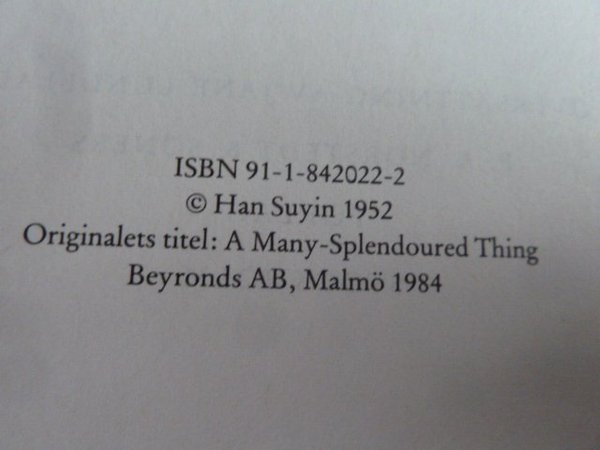 ISBN 91-1-842022-2
© Han Suyin 1952
Originalets titel: A Many-Splendoured Thing
Beyronds AB, Malmö 1984